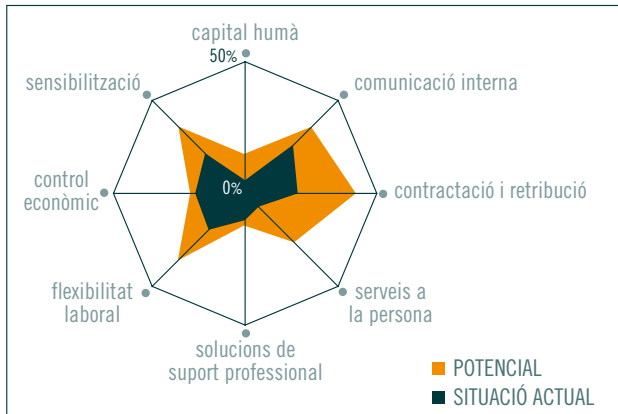 capital humà
50%
sensibilització
comunicació interna
control
econòmic
0%
contractació i retribució
flexibilitat
laboral
serveis a
la persona
solucions de
suport professional
POTENCIAL
SITUACIÓ ACTUAL